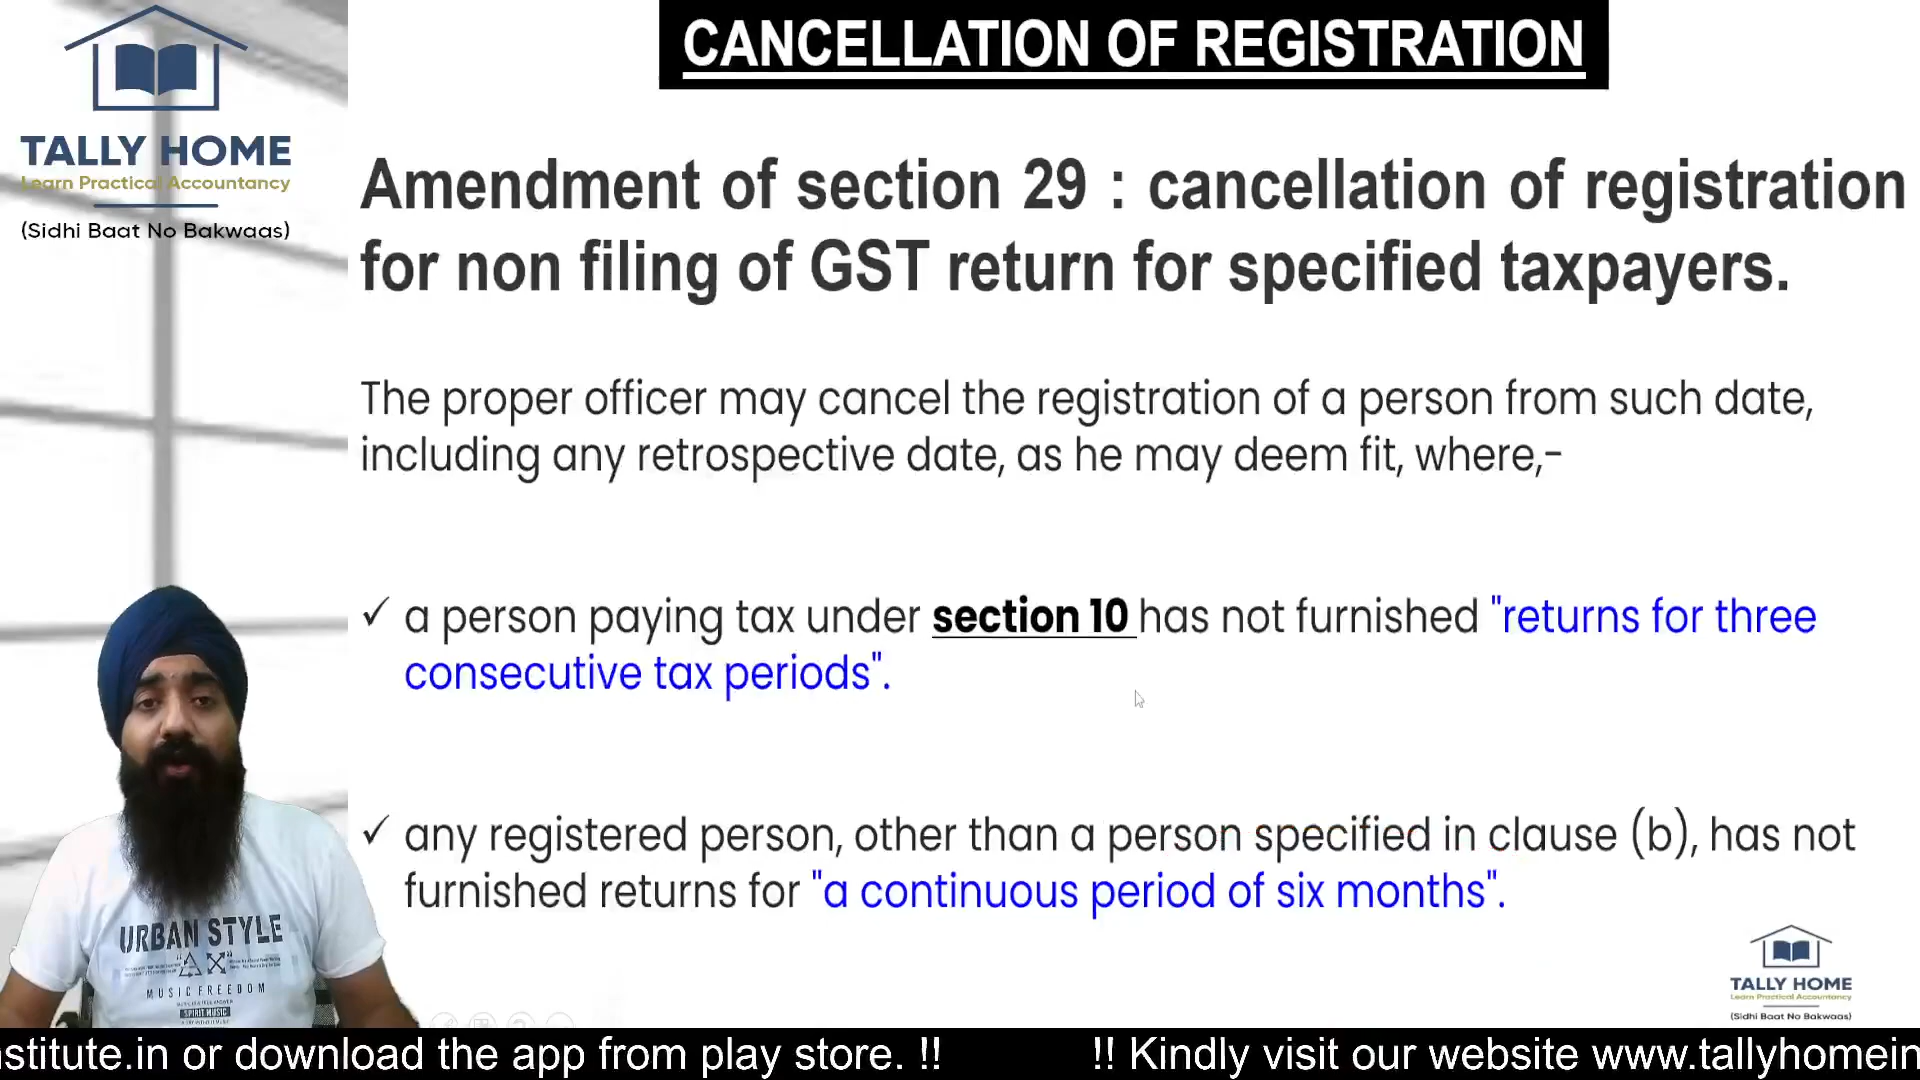 CANCELLATION OF REGISTRATION
TALLY HOME
Learn Practical Accountancy
(Sidhi Baat No Bakwaas)
Amendment of section 29 : cancellation of registration
for non filing of GST return for specified taxpayers.
The proper officer may cancel the registration of a person from such date,
including any retrospective date, as he may deem fit, where,-
✓ a person paying tax under section 10 has not furnished "returns for three
consecutive tax periods".
✓ any registered person, other than a person specified in clause (b), has not
furnished returns for "a continuous period of six months".
URBAN STYLE
MUSIC FREEDOM
SPIRIT MUSIC
TALLY HOME
Learn Practical Accountancy
(Sidhi Baat No Bakwaas)
nstitute.in or download the app from play store. !! !! Kindly visit our website www.tallyhomein